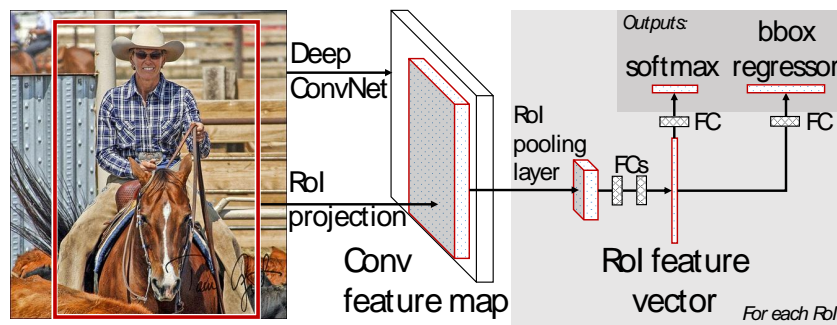 Outputs:
bbox
softmax regressor
Deep
ConvNet
FC
FC
RoI
pooling
layer
FCs
RoI
projection
Conv
feature map
RoI feature
vector
For each RoI